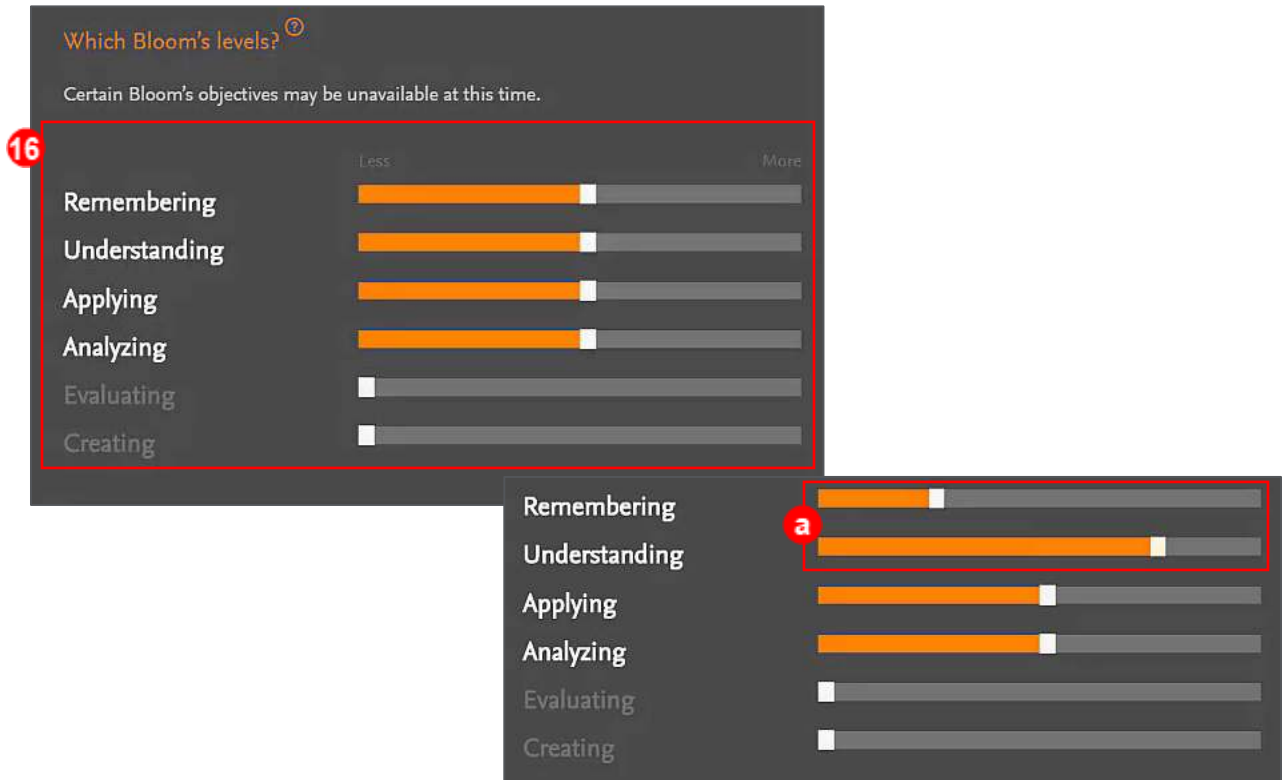 Which Bloom's levels? ?
Certain Bloom's objectives may be unavailable at this time.
16
Less More
Remembering
Understanding
Applying
Analyzing
Evaluating
Creating
Remembering
a
Understanding
Applying
Analyzing
Evaluating
Creating